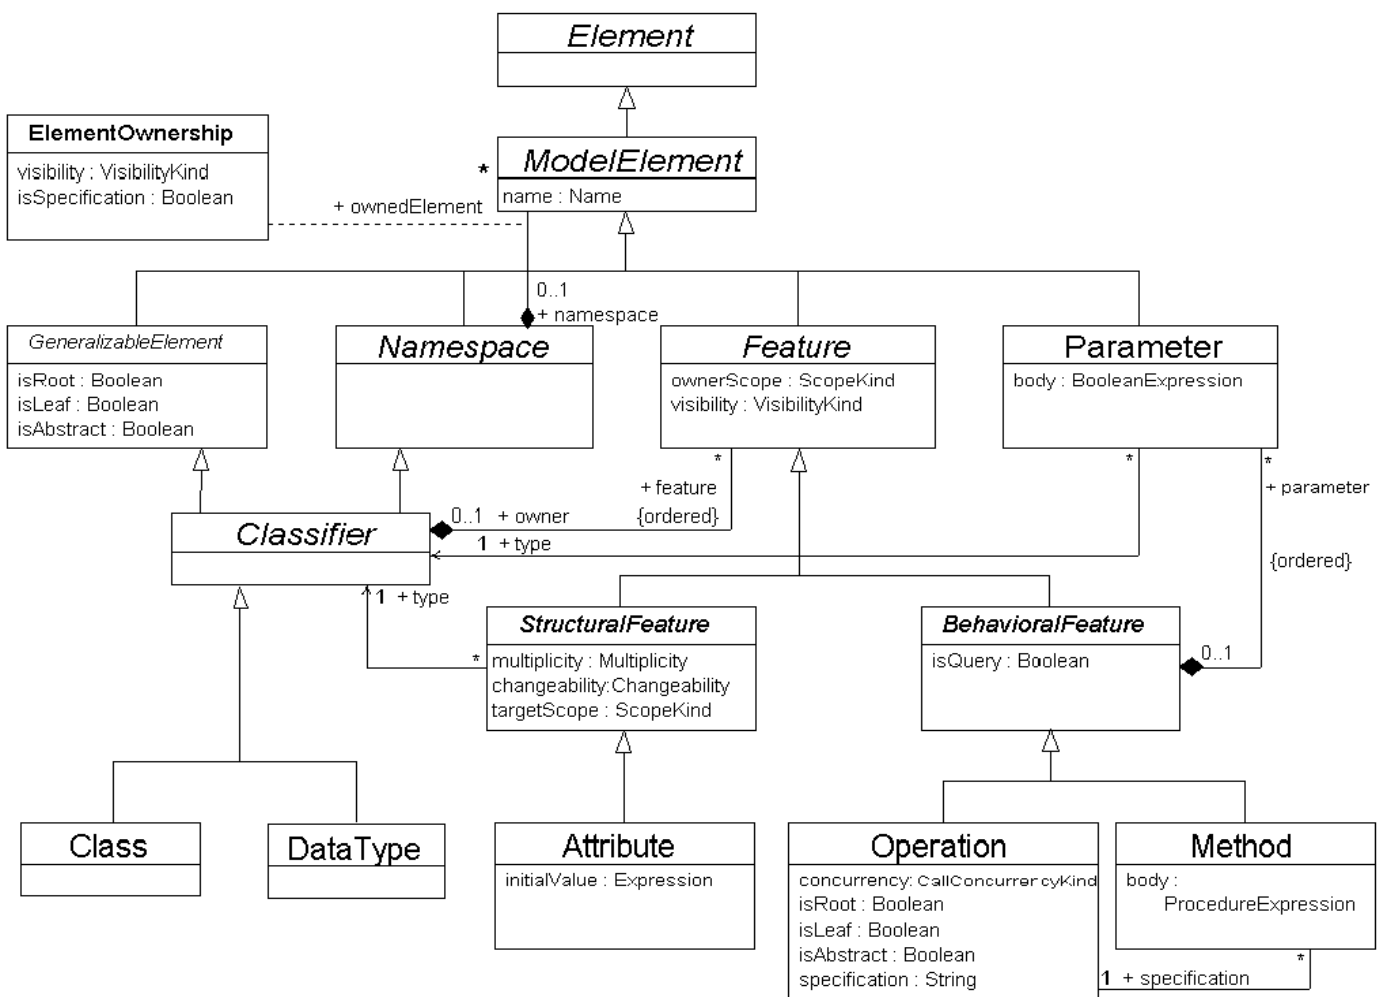 Element
ElementOwnership
visibility : VisibilityKind
isSpecification : Boolean
*
ModelElement
name : Name
+ ownedElement
0..1
+ namespace
GeneralizableElement
isRoot : Boolean
isLeaf : Boolean
isAbstract : Boolean
Namespace
Feature
ownerScope : ScopeKind
visibility : VisibilityKind
Parameter
body : BooleanExpression
*
+ feature
{ordered}
*
*
+ parameter
{ordered}
Classifier
0..1 + owner
1 + type
1 + type
*
StructuralFeature
multiplicity : Multiplicity
changeability:Changeability
targetScope : ScopeKind
BehavioralFeature
isQuery : Boolean
0..1
Class
DataType
Attribute
initialValue : Expression
Operation
concurrency: CallConcurrencyKind
isRoot : Boolean
isLeaf : Boolean
isAbstract : Boolean
specification : String
Method
body :
ProcedureExpression
*
1 + specification